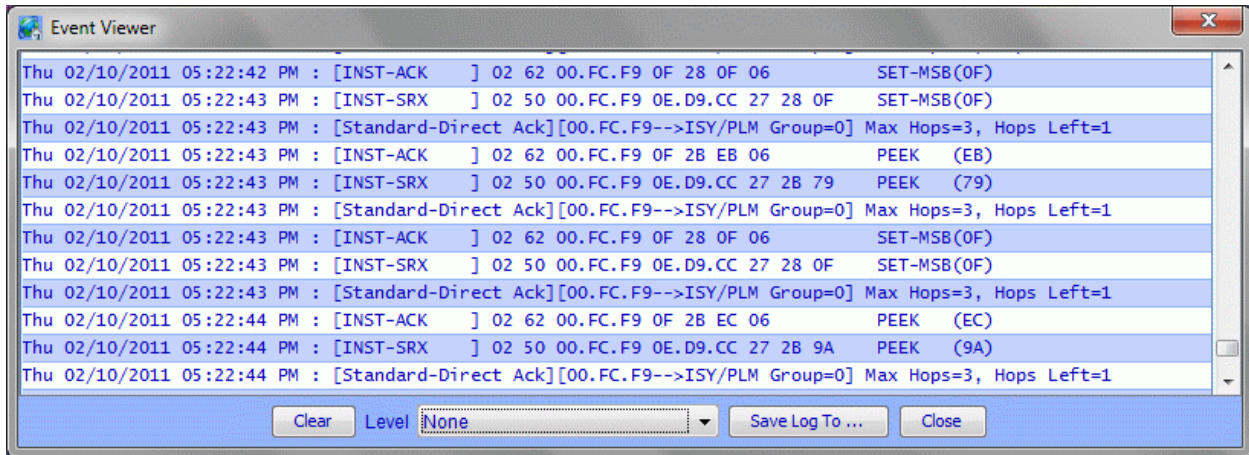 Event Viewer
Thu 02/10/2011 05:22:42 PM : [INST-ACK    ] 02 62 00.FC.F9 0F 28 0F 06          SET-MSB(0F)
Thu 02/10/2011 05:22:43 PM : [INST-SRX    ] 02 50 00.FC.F9 0E.D9.CC 27 28 0F    SET-MSB(0F)
Thu 02/10/2011 05:22:43 PM : [Standard-Direct Ack][00.FC.F9-->ISY/PLM Group=0] Max Hops=3, Hops Left=1
Thu 02/10/2011 05:22:43 PM : [INST-ACK    ] 02 62 00.FC.F9 0F 2B EB 06          PEEK   (EB)
Thu 02/10/2011 05:22:43 PM : [INST-SRX    ] 02 50 00.FC.F9 0E.D9.CC 27 2B 79    PEEK   (79)
Thu 02/10/2011 05:22:43 PM : [Standard-Direct Ack][00.FC.F9-->ISY/PLM Group=0] Max Hops=3, Hops Left=1
Thu 02/10/2011 05:22:43 PM : [INST-ACK    ] 02 62 00.FC.F9 0F 28 0F 06          SET-MSB(0F)
Thu 02/10/2011 05:22:43 PM : [INST-SRX    ] 02 50 00.FC.F9 0E.D9.CC 27 28 0F    SET-MSB(0F)
Thu 02/10/2011 05:22:43 PM : [Standard-Direct Ack][00.FC.F9-->ISY/PLM Group=0] Max Hops=3, Hops Left=1
Thu 02/10/2011 05:22:44 PM : [INST-ACK    ] 02 62 00.FC.F9 0F 2B EC 06          PEEK   (EC)
Thu 02/10/2011 05:22:44 PM : [INST-SRX    ] 02 50 00.FC.F9 0E.D9.CC 27 2B 9A    PEEK   (9A)
Thu 02/10/2011 05:22:44 PM : [Standard-Direct Ack][00.FC.F9-->ISY/PLM Group=0] Max Hops=3, Hops Left=1
Clear Level None Save Log To ... Close